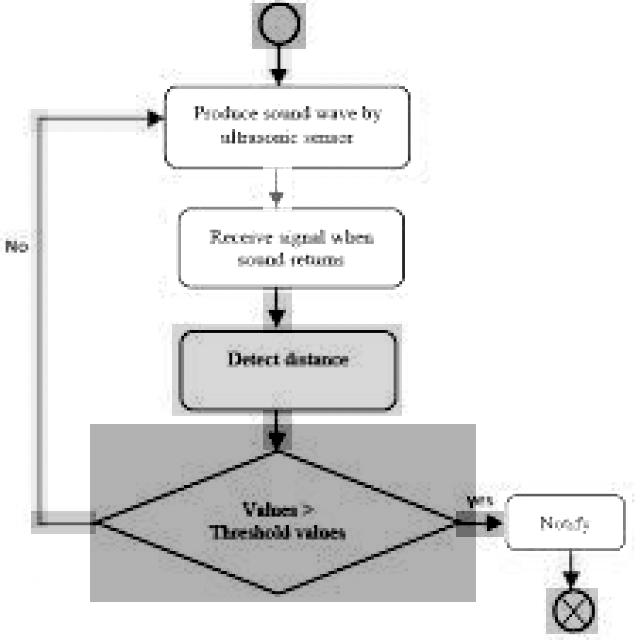 Produce sound wave by
ultrasonic sensor
Receive signal when
sound returns
No
Detect distance
Values >
Threshold values
yes
Notify